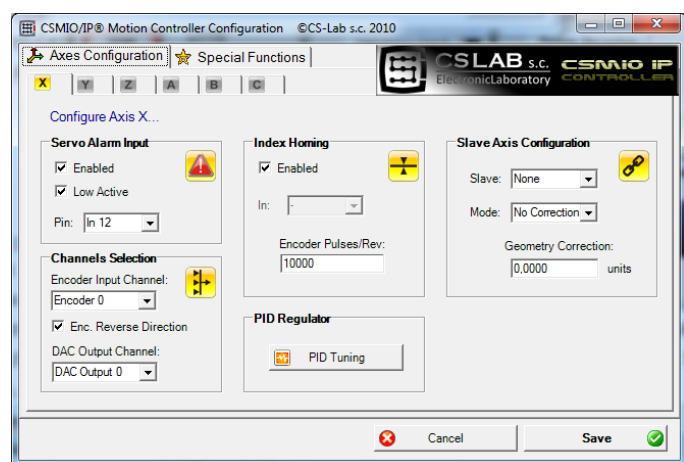 CSMIO/IP® Motion Controller Configuration ©CS-Lab s.c. 2010
Axes Configuration Special Functions
CSLAB s.c.
ElectronicLaboratory
CSMIO IP
CONTROLLER
X Y Z A B C
Configure Axis X...
Servo Alarm Input
Enabled
Low Active
Pin: In 12
Channels Selection
Encoder Input Channel:
Encoder 0
Enc. Reverse Direction
DAC Output Channel:
DAC Output 0
Index Homing
Enabled
In: -
Encoder Pulses/Rev:
10000
PID Regulator
PID Tuning
Slave Axis Configuration
Slave: None
Mode: No Correction
Geometry Correction:
0,0000 units
Cancel Save